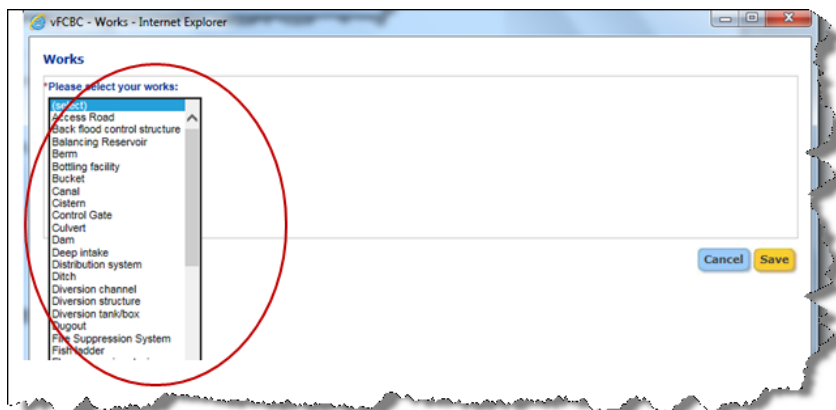 vFCBC - Works - Internet Explorer
Works
*Please select your works:
(select)
Access Road
Back flood control structure
Balancing Reservoir
Berm
Bottling facility
Bucket
Canal
Cistern
Control Gate
Culvert
Dam
Deep intake
Distribution system
Ditch
Diversion channel
Diversion structure
Diversion tank/box
Dugout
Fire Suppression System
Fish ladder
Cancel Save